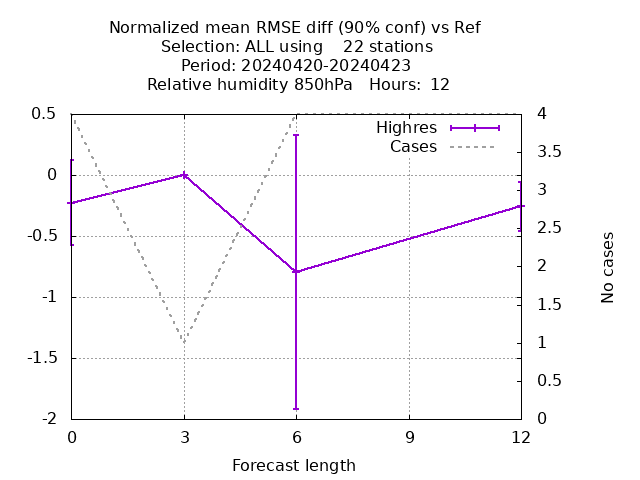 Normalized mean RMSE diff (90% conf) vs Ref
Selection: ALL using    22 stations
Period: 20240420-20240423
Relative humidity 850hPa   Hours:  12
Highres
Cases
0.5
0
-0.5
-1
-1.5
-2
4
3.5
3
2.5
2
1.5
1
0.5
0
No cases
0 3 6 9 12
Forecast length